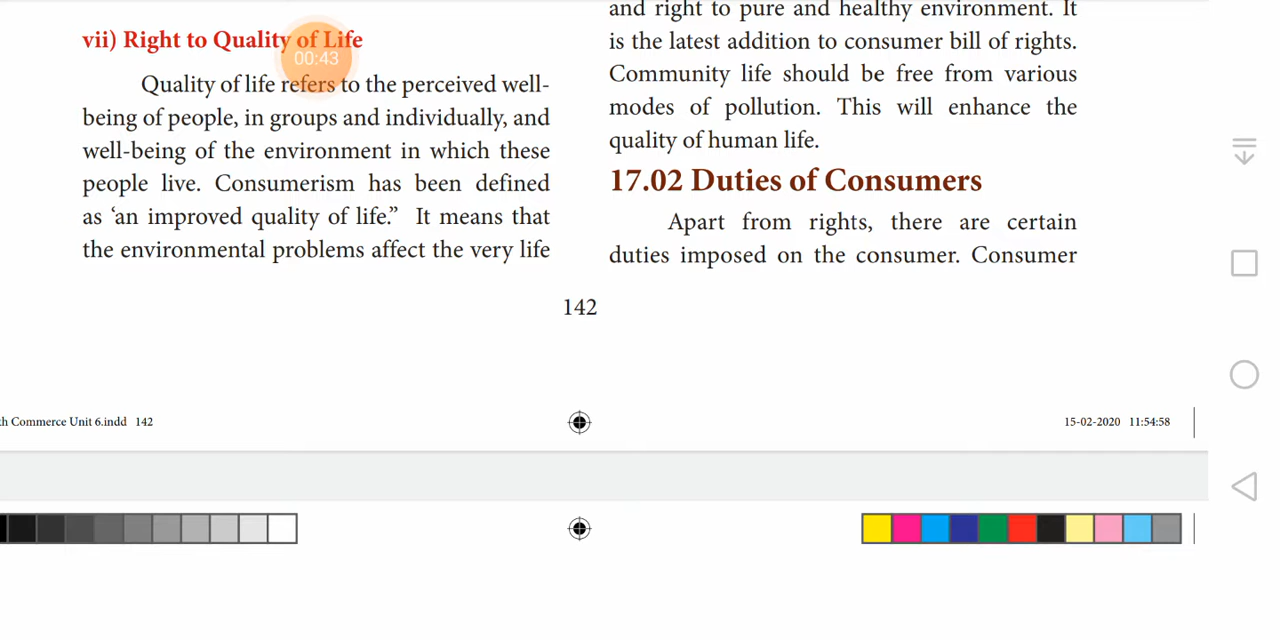 vii) Right to Quality of Life
00:43
Quality of life refers to the perceived well-
being of people, in groups and individually, and
well-being of the environment in which these
people live. Consumerism has been defined
as ‘an improved quality of life.” It means that
the environmental problems affect the very life
and right to pure and healthy environment. It
is the latest addition to consumer bill of rights.
Community life should be free from various
modes of pollution. This will enhance the
quality of human life.
17.02 Duties of Consumers
Apart from rights, there are certain
duties imposed on the consumer. Consumer
142
th Commerce Unit 6.indd 142
15-02-2020 11:54:58